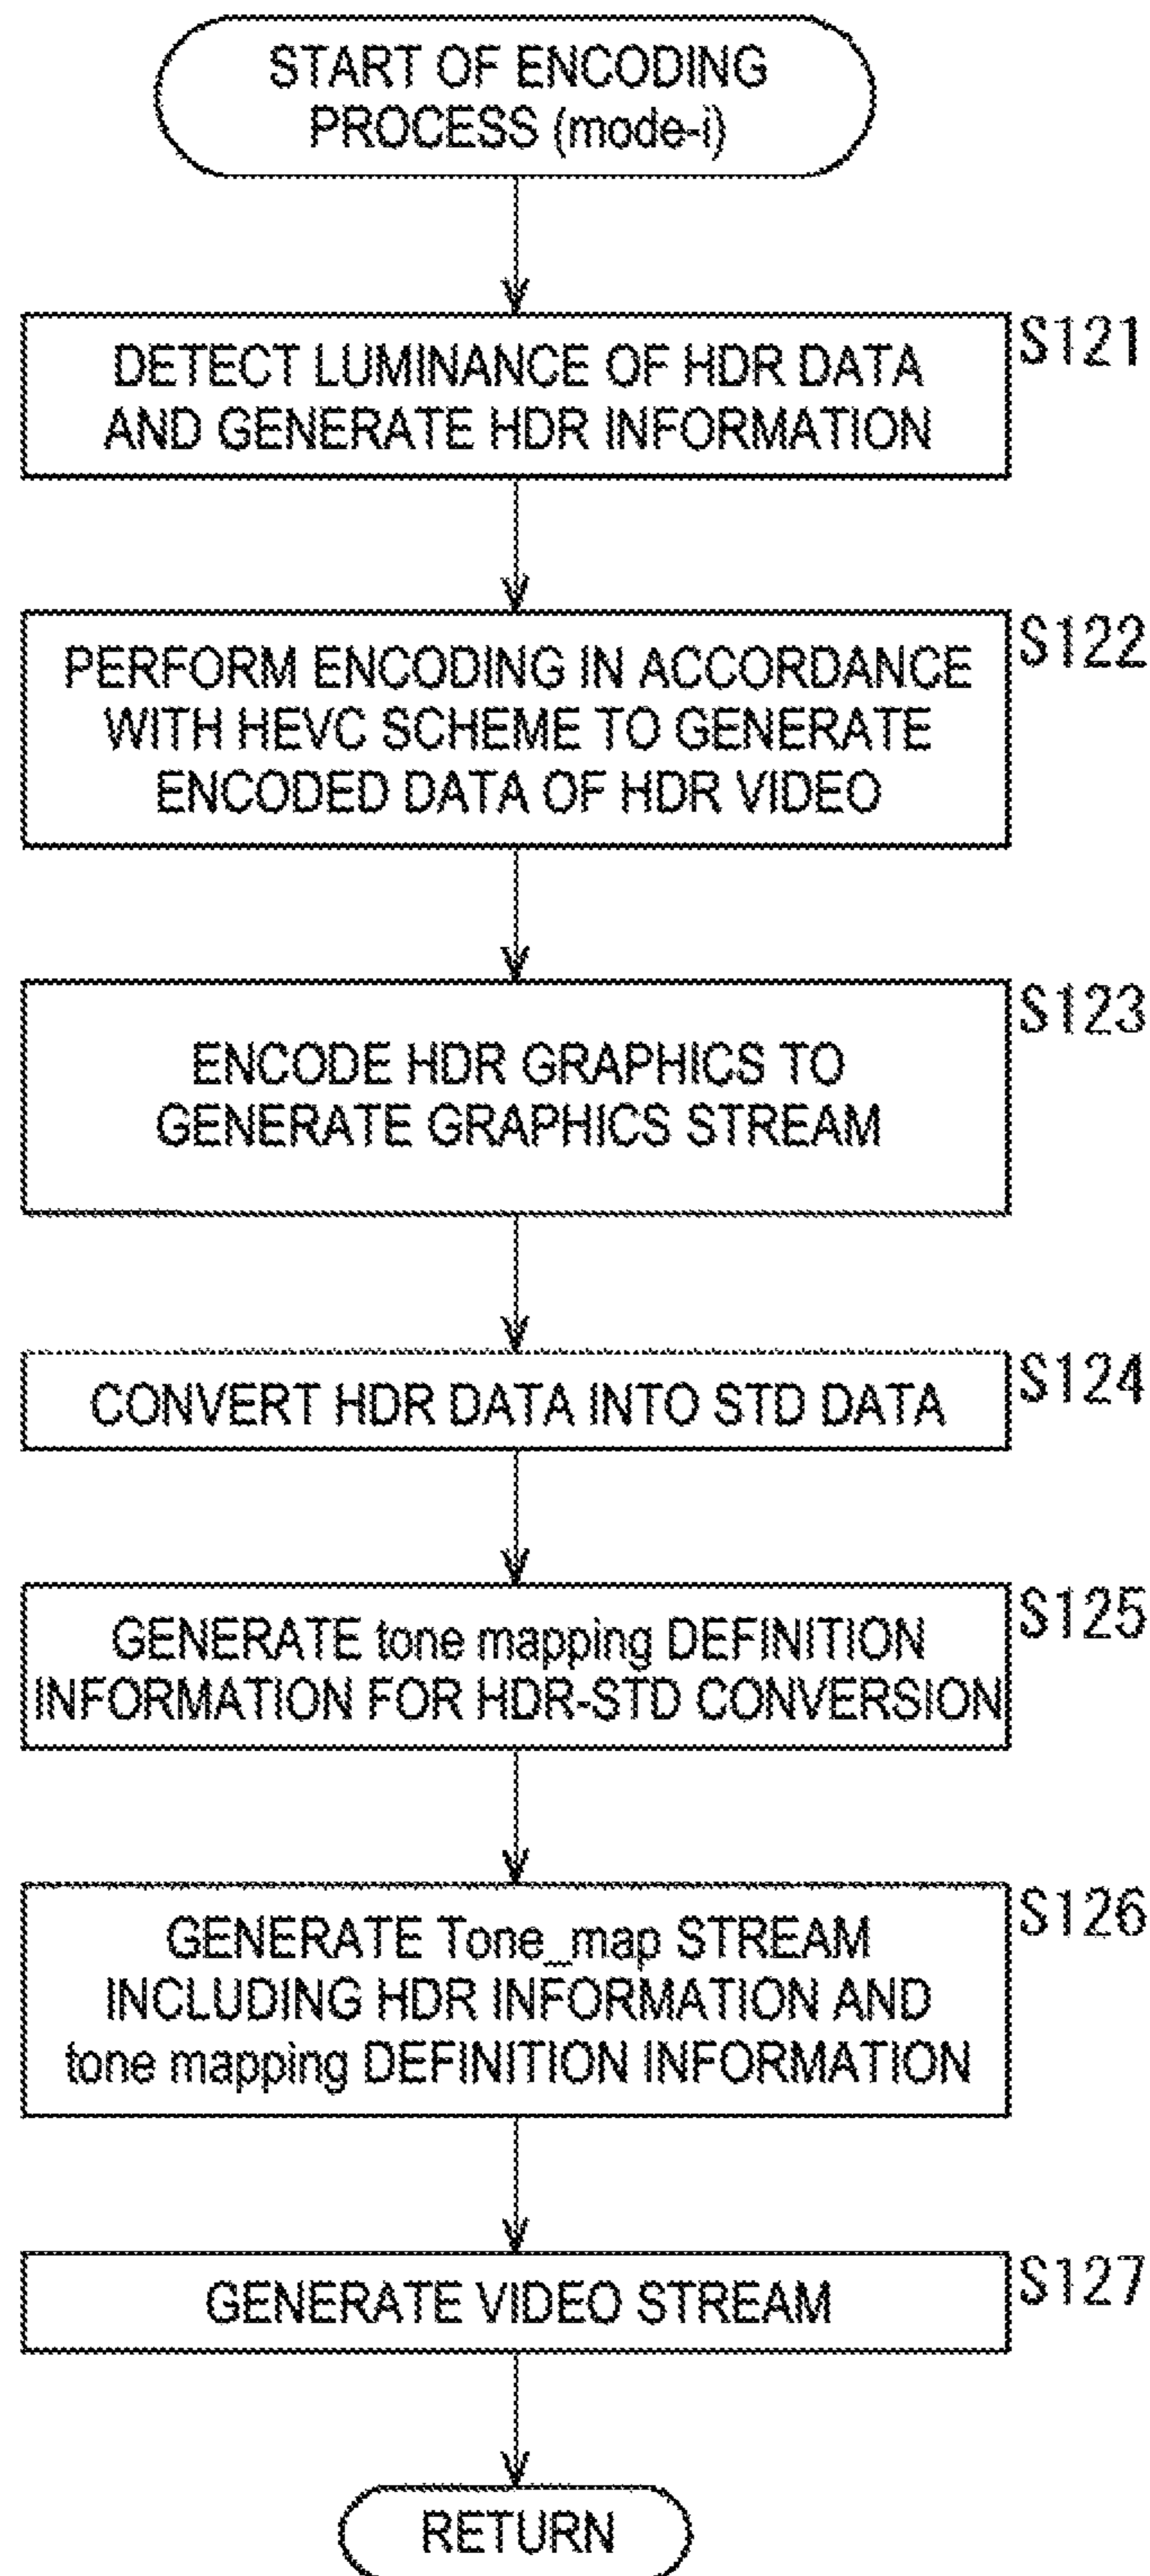 START OF ENCODING
PROCESS (mode-i)
S121
DETECT LUMINANCE OF HDR DATA
AND GENERATE HDR INFORMATION
S122
PERFORM ENCODING IN ACCORDANCE
WITH HEVC SCHEME TO GENERATE
ENCODED DATA OF HDR VIDEO
S123
ENCODE HDR GRAPHICS TO
GENERATE GRAPHICS STREAM
S124
CONVERT HDR DATA INTO STD DATA
S125
GENERATE tone mapping DEFINITION
INFORMATION FOR HDR-STD CONVERSION
S126
GENERATE Tone_map STREAM
INCLUDING HDR INFORMATION AND
tone mapping DEFINITION INFORMATION
S127
GENERATE VIDEO STREAM
RETURN